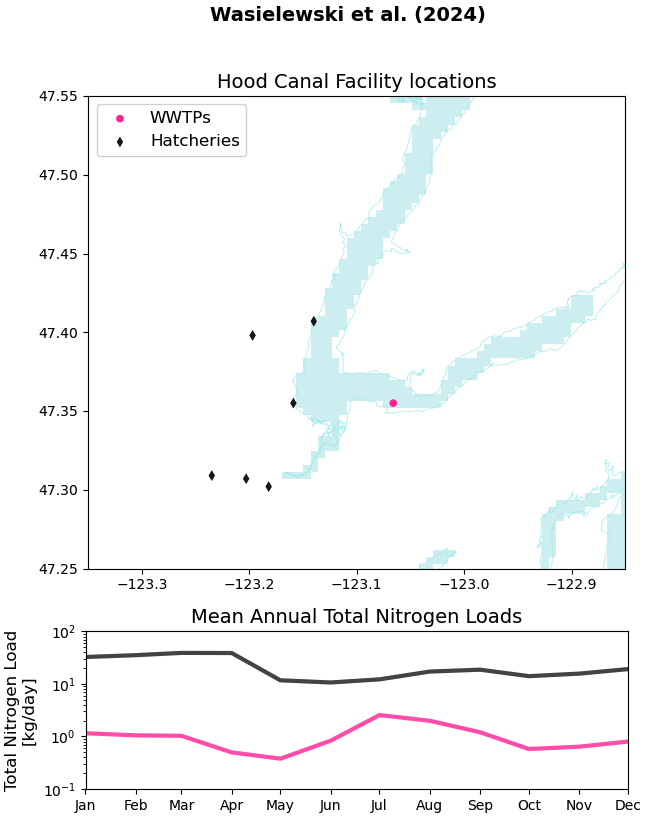 Wasielewski et al. (2024)
Hood Canal Facility locations
WWTPs
Hatcheries
47.55
47.50
47.45
47.40
47.35
47.30
47.25
−123.3 −123.2 −123.1 −123.0 −122.9
Mean Annual Total Nitrogen Loads
Total Nitrogen Load
[kg/day]
10²
10¹
10⁰
10⁻¹
Jan Feb Mar Apr May Jun Jul Aug Sep Oct Nov Dec